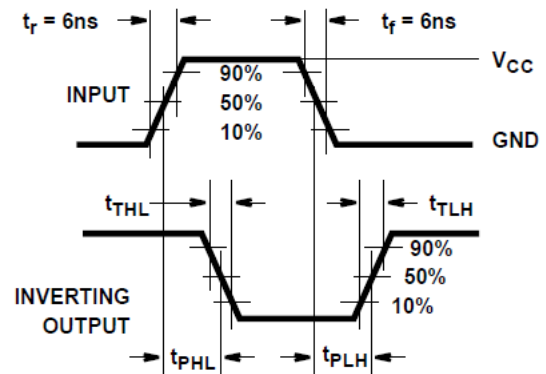 tr = 6ns
tf = 6ns
VCC
90%
INPUT
50%
10%
GND
tTHL
tTLH
90%
50%
INVERTING
OUTPUT
10%
tPHL
tPLH